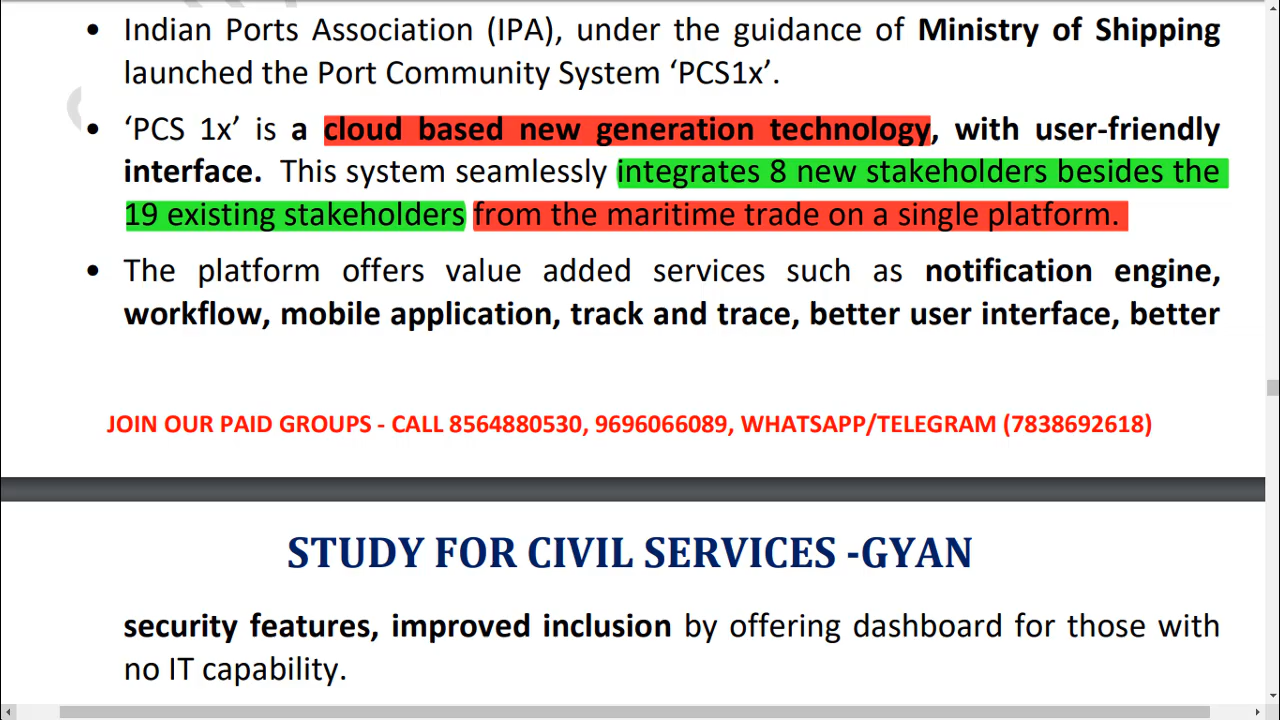 • Indian Ports Association (IPA), under the guidance of Ministry of Shipping
launched the Port Community System ‘PCS1x’.
• ‘PCS 1x’ is a cloud based new generation technology, with user-friendly
interface. This system seamlessly integrates 8 new stakeholders besides the
19 existing stakeholders from the maritime trade on a single platform.
• The platform offers value added services such as notification engine,
workflow, mobile application, track and trace, better user interface, better
JOIN OUR PAID GROUPS - CALL 8564880530, 9696066089, WHATSAPP/TELEGRAM (7838692618)
STUDY FOR CIVIL SERVICES -GYAN
security features, improved inclusion by offering dashboard for those with
no IT capability.